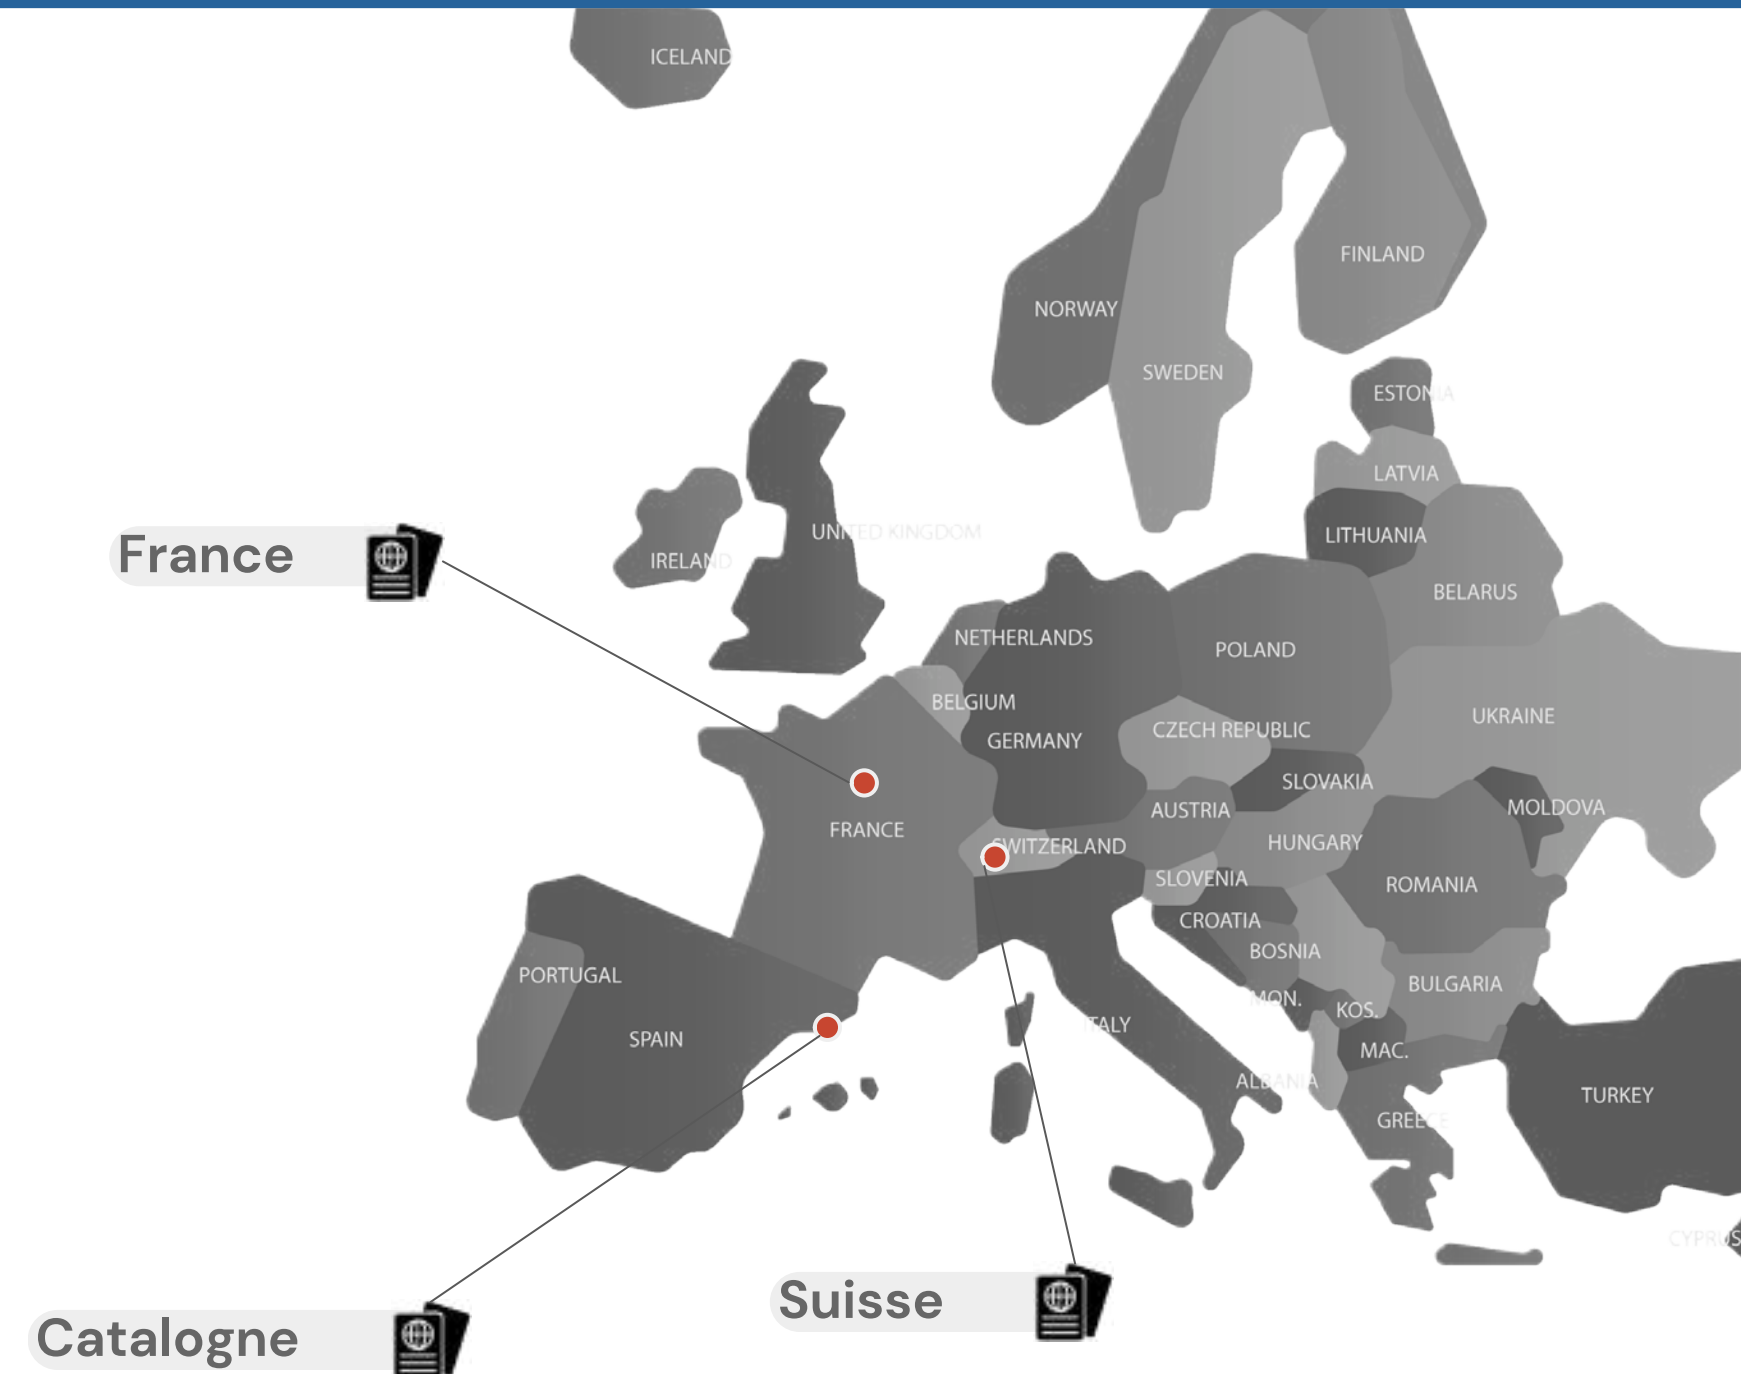 ICELAND
FINLAND
NORWAY
SWEDEN
ESTONIA
LATVIA
UNITED KINGDOM
LITHUANIA
France
IRELAND
BELARUS
NETHERLANDS
POLAND
BELGIUM
UKRAINE
CZECH REPUBLIC
GERMANY
SLOVAKIA
MOLDOVA
AUSTRIA
FRANCE
HUNGARY
SWITZERLAND
SLOVENIA
ROMANIA
CROATIA
BOSNIA
PORTUGAL
BULGARIA
MON.
KOS.
ITALY
SPAIN
MAC.
ALBANIA
TURKEY
GREECE
CYPRUS
Suisse
Catalogne